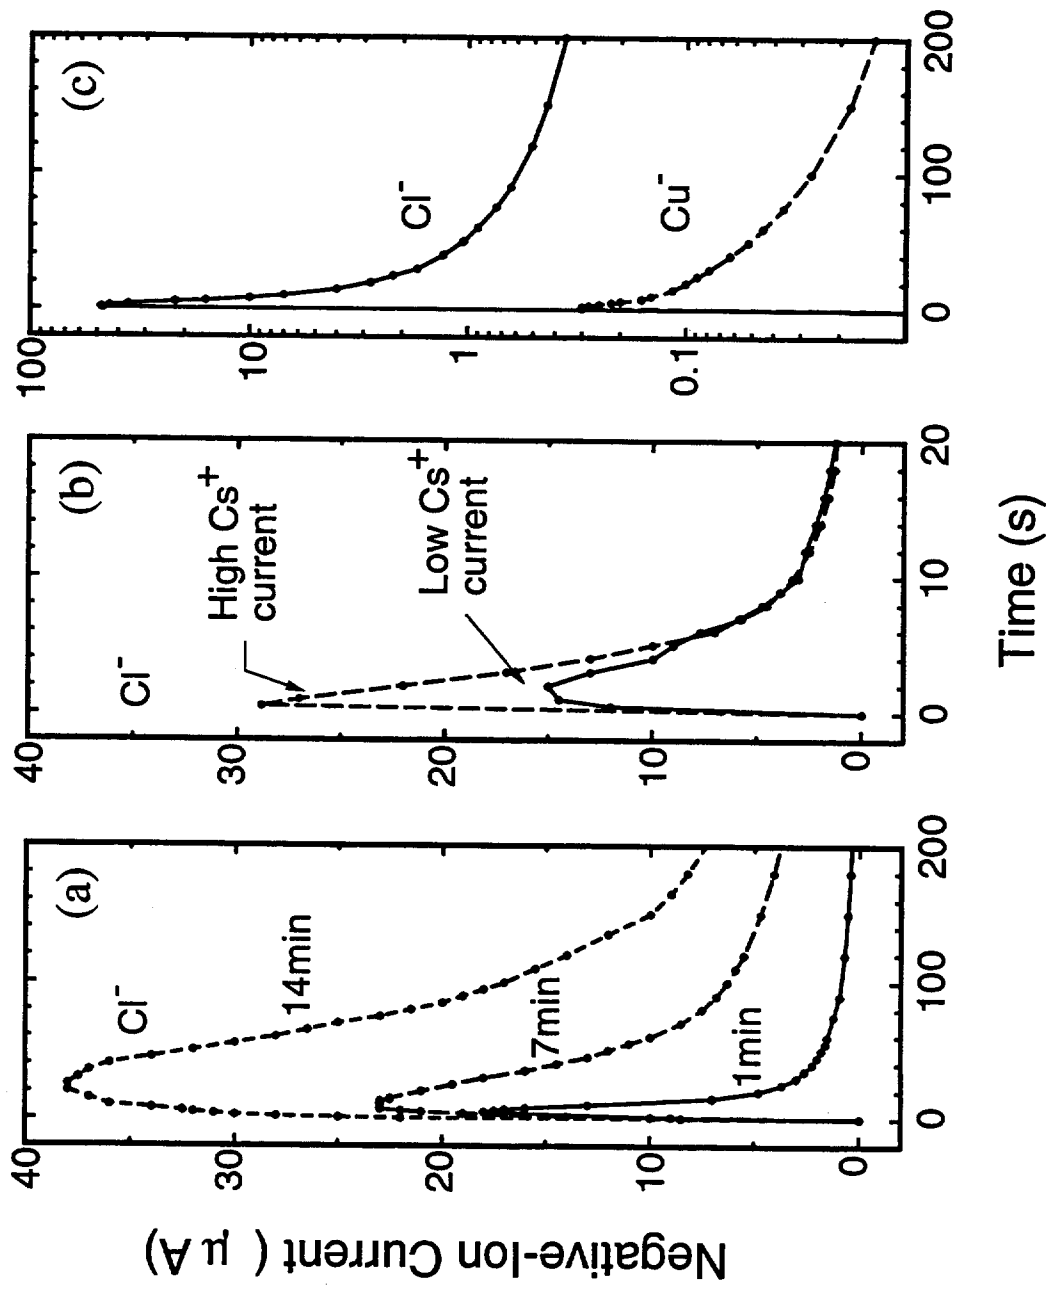 Negative-Ion Current ( μ A)
(a)
Cl⁻
14min
7min
1min
40
30
20
10
0
0
100
200
(b)
Cl⁻
High Cs⁺
current
Low Cs⁺
current
40
30
20
10
0
0
10
20
(c)
Cl⁻
Cu⁻
100
10
1
0.1
0
100
200
Time (s)